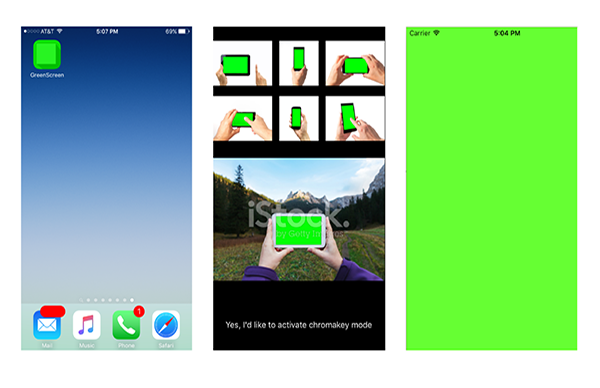 AT&T 5:07 PM 69%
GreenScreen
1
Mail Music Phone Safari
iStock.
by Getty Images
Yes, I'd like to activate chromakey mode
Carrier 5:04 PM